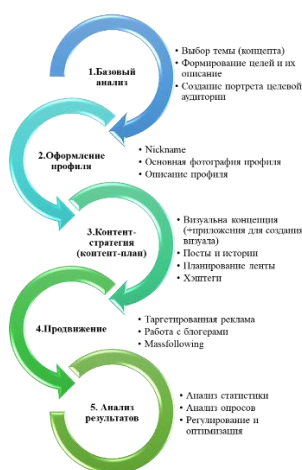 1.Базовый
анализ
• Выбор темы (концепта)
• Формирование целей и их
описание
• Создание портрета целевой
аудитории
2.Оформление
профиля
• Nickname
• Основная фотография профиля
• Описание профиля
3.Контент-
стратегия
(контент-план)
• Визуальна концепция
(+приложения для создания
визуала)
• Посты и истории
• Планирование ленты
• Хэштеги
4.Продвижение
• Таргетированная реклама
• Работа с блогерами
• Massfollowing
5. Анализ
результатов
• Анализ статистики
• Анализ опросов
• Регулирование и
оптимизация